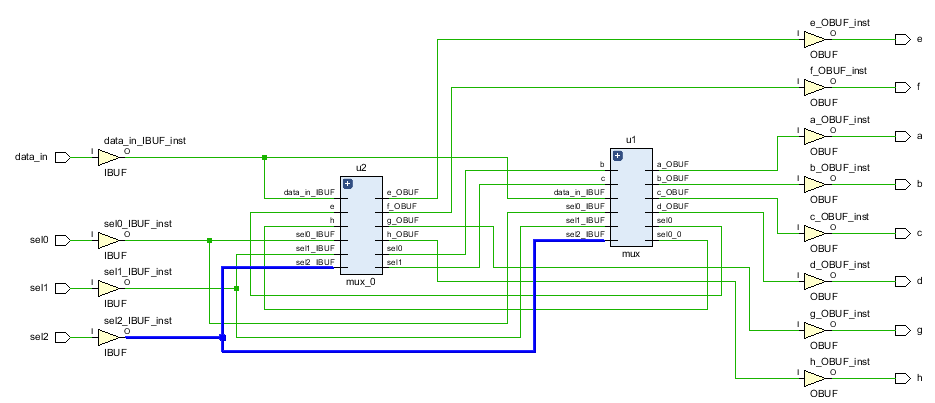 e_OBUF_inst
I O e
OBUF
f_OBUF_inst
I O f
OBUF
a_OBUF_inst
I O a
OBUF
b_OBUF_inst
I O b
OBUF
c_OBUF_inst
I O c
OBUF
d_OBUF_inst
I O d
OBUF
g_OBUF_inst
I O g
OBUF
h_OBUF_inst
I O h
OBUF
data_in_IBUF_inst
data_in I O
IBUF
sel0_IBUF_inst
sel0 I O
IBUF
sel1_IBUF_inst
sel1 I O
IBUF
sel2_IBUF_inst
sel2 I O
IBUF
u2
data_in_IBUF e_OBUF
e f_OBUF
h g_OBUF
sel0_IBUF h_OBUF
sel1_IBUF sel0
sel2_IBUF sel1
mux_0
u1
b a_OBUF
c b_OBUF
data_in_IBUF c_OBUF
sel0_IBUF d_OBUF
sel1_IBUF sel0
sel2_IBUF sel0_0
mux